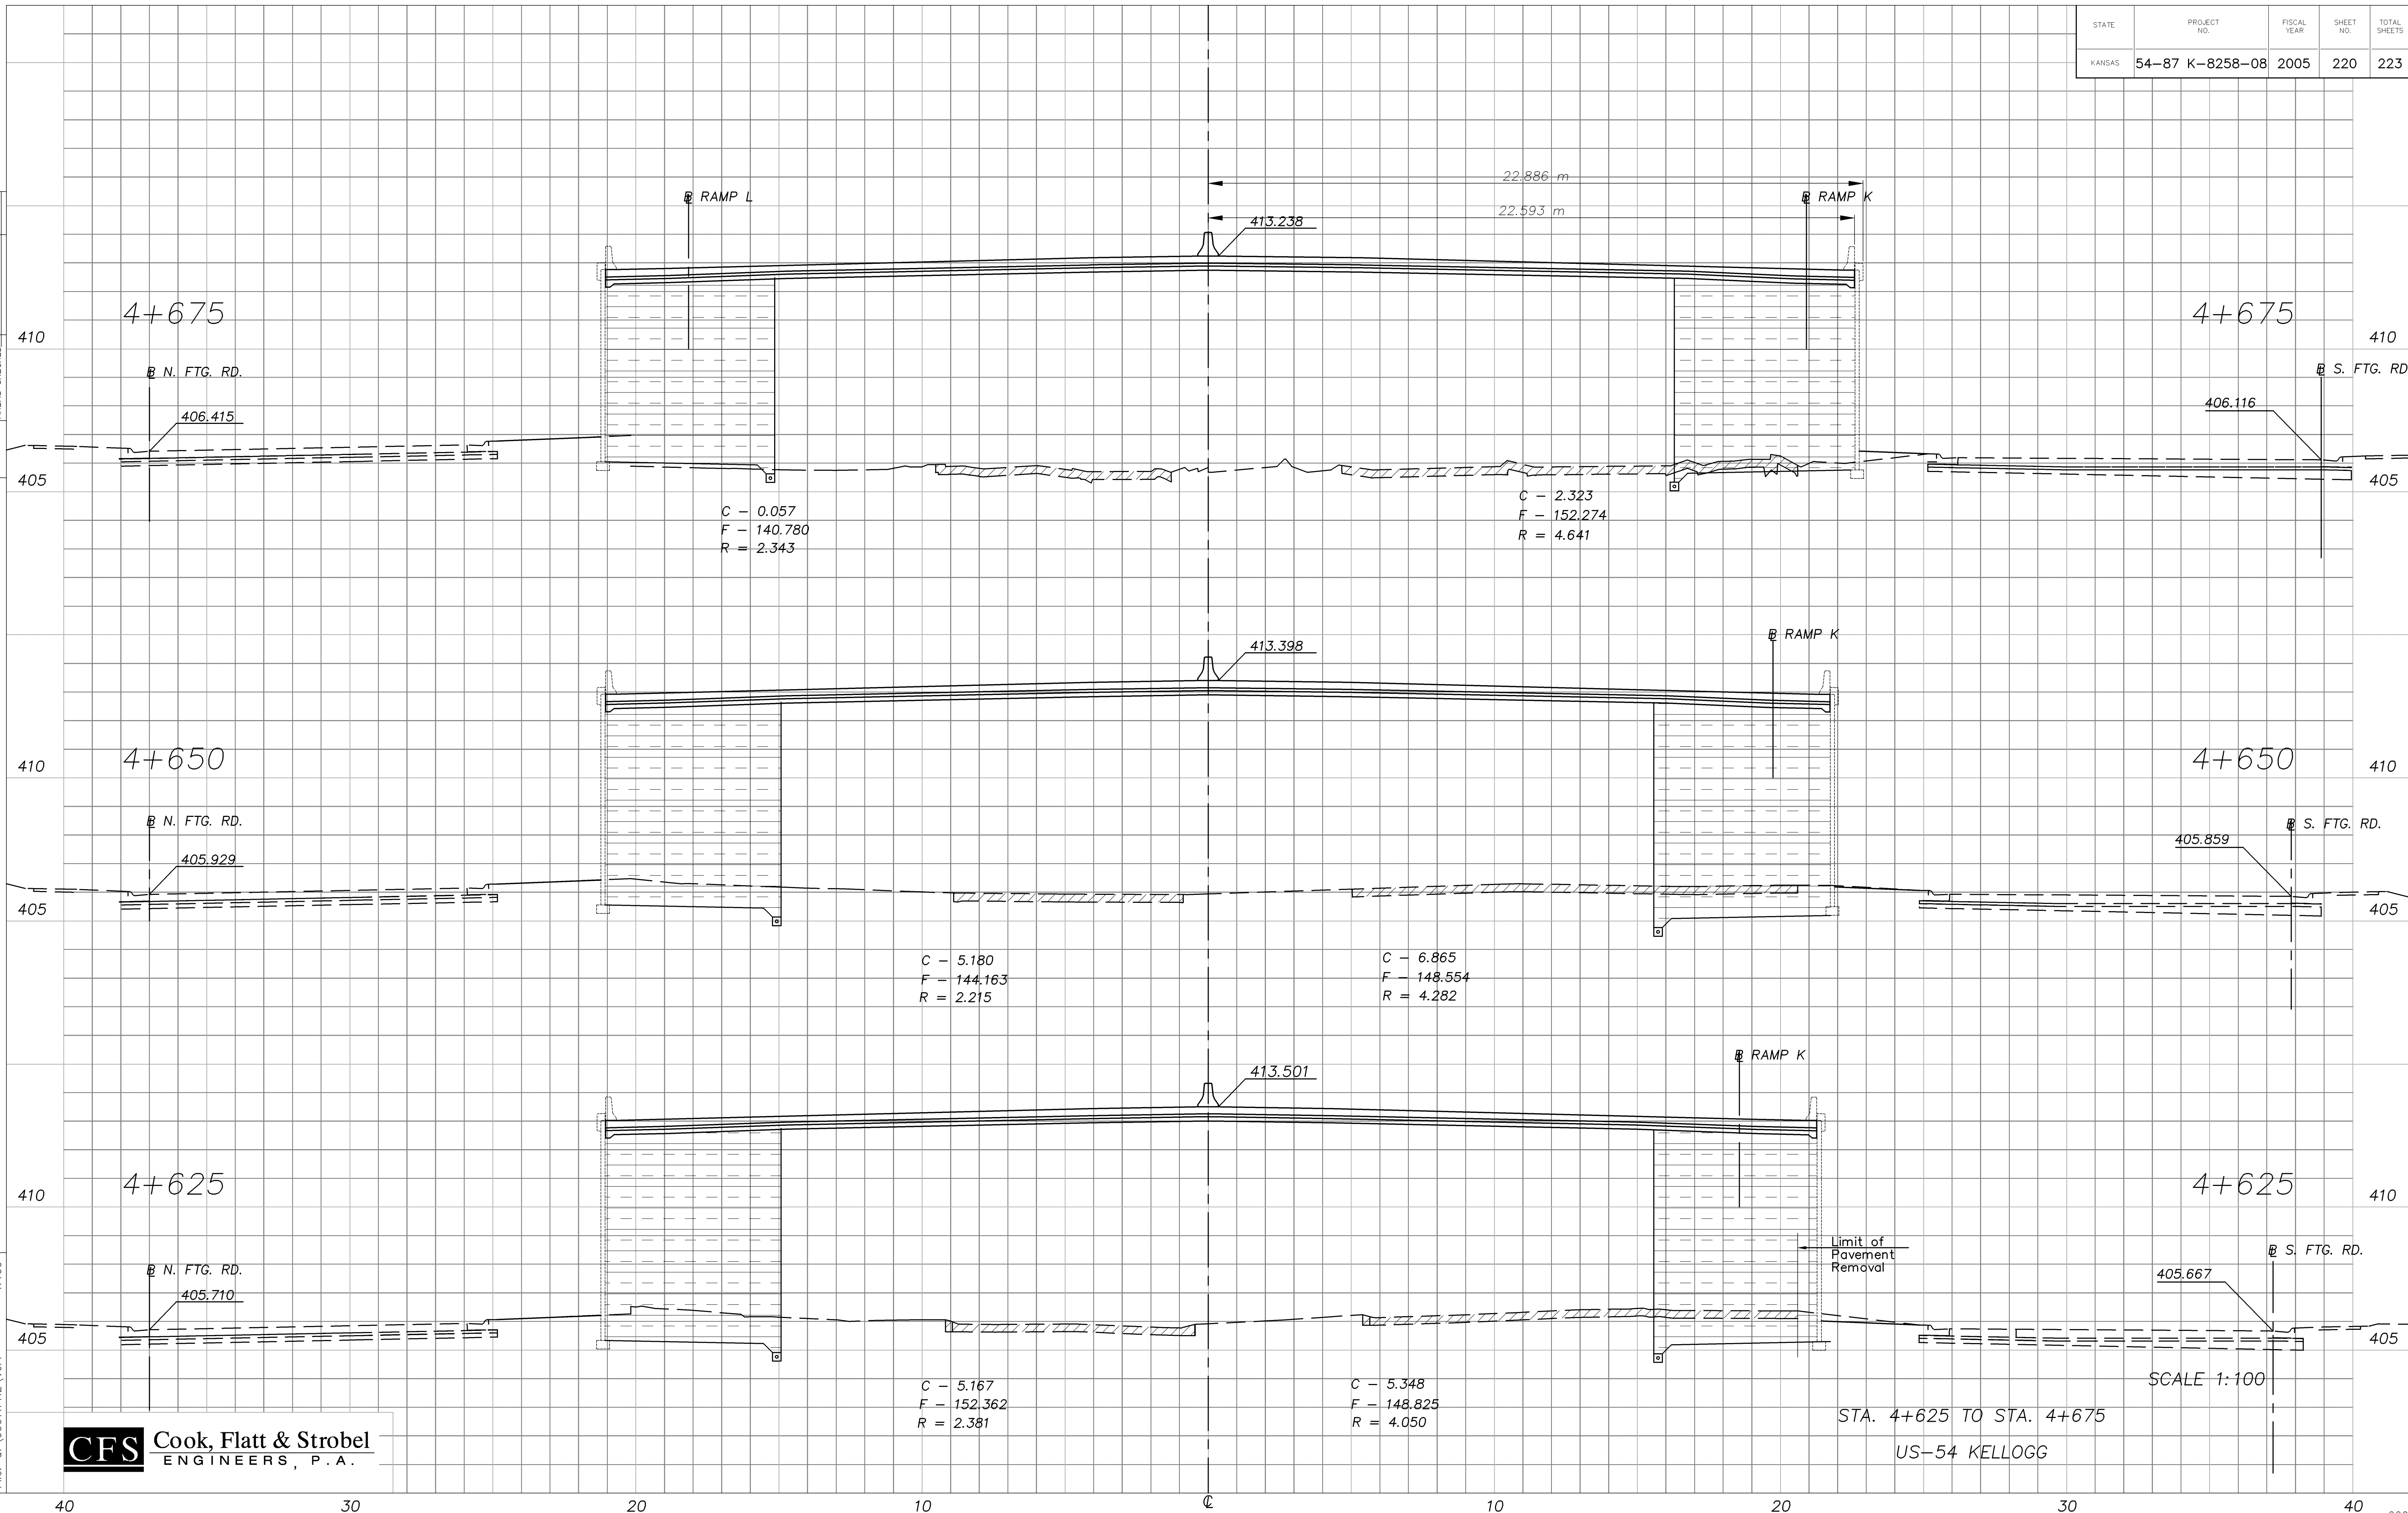 STATE
PROJECT
NO.
FISCAL
YEAR
SHEET
NO.
TOTAL
SHEETS
KANSAS
54-87 K-8258-08
2005
220
223
22.886 m
22.593 m
℄ RAMP L
℄ RAMP K
413.238
4+675
4+675
410
410
℄ N. FTG. RD.
℄ S. FTG. RD
406.415
406.116
405
405
C - 0.057
F - 140.780
R = 2.343
C - 2.323
F - 152.274
R = 4.641
℄ RAMP K
413.398
4+650
4+650
410
410
℄ N. FTG. RD.
℄ S. FTG. RD.
405.929
405.859
405
405
C - 5.180
F - 144.163
R = 2.215
C - 6.865
F - 148.554
R = 4.282
℄ RAMP K
413.501
4+625
4+625
410
410
Limit of
Pavement
Removal
℄ N. FTG. RD.
℄ S. FTG. RD.
405.710
405.667
405
405
C - 5.167
F - 152.362
R = 2.381
C - 5.348
F - 148.825
R = 4.050
SCALE 1:100
STA. 4+625 TO STA. 4+675
US-54 KELLOGG
CFS
Cook, Flatt & Strobel
ENGINEERS, P.A.
40 30 20 10 ℄ 10 20 30 40